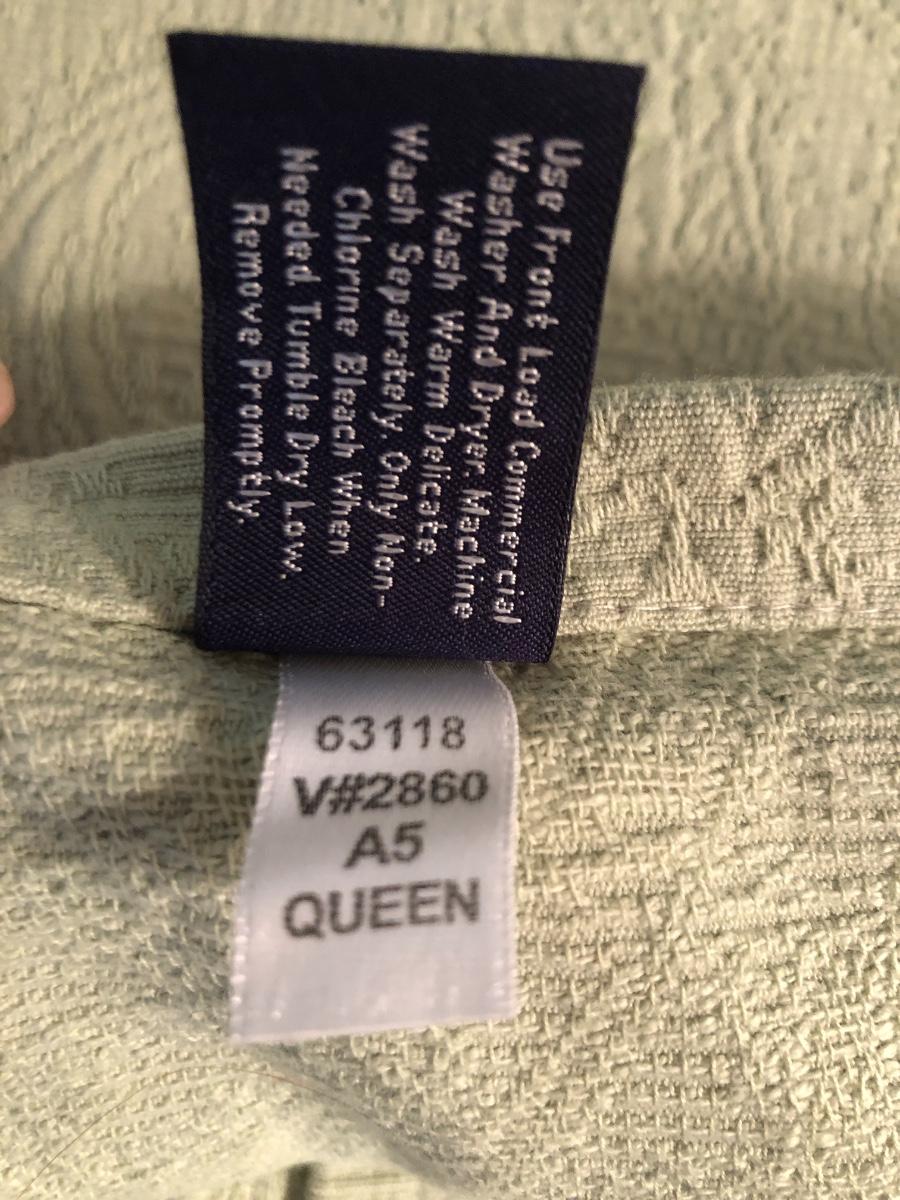 Use Front Load Commercial
Washer And Dryer Machine
Wash Warm Delicate.
Wash Separately. Only Non-
Chlorine Bleach When
Needed. Tumble Dry Low.
Remove Promptly.
63118
V#2860
A5
QUEEN